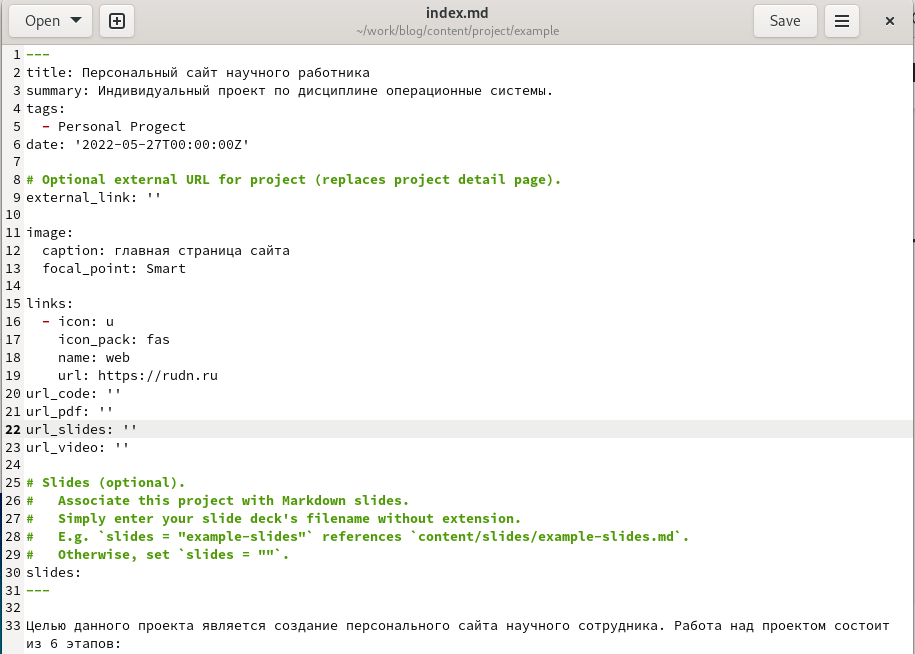 Open
index.md
~/work/blog/content/project/example
Save
1 ---
2 title: Персональный сайт научного работника
3 summary: Индивидуальный проект по дисциплине операционные системы.
4 tags:
5   - Personal Progect
6 date: '2022-05-27T00:00:00Z'
7
8 # Optional external URL for project (replaces project detail page).
9 external_link: ''
10
11 image:
12   caption: главная страница сайта
13   focal_point: Smart
14
15 links:
16   - icon: u
17     icon_pack: fas
18     name: web
19     url: https://rudn.ru
20 url_code: ''
21 url_pdf: ''
22 url_slides: ''
23 url_video: ''
24
25 # Slides (optional).
26 #   Associate this project with Markdown slides.
27 #   Simply enter your slide deck's filename without extension.
28 #   E.g. `slides = "example-slides"` references `content/slides/example-slides.md`.
29 #   Otherwise, set `slides = ""`.
30 slides:
31 ---
32
33 Целью данного проекта является создание персонального сайта научного сотрудника. Работа над проектом состоит
из 6 этапов: